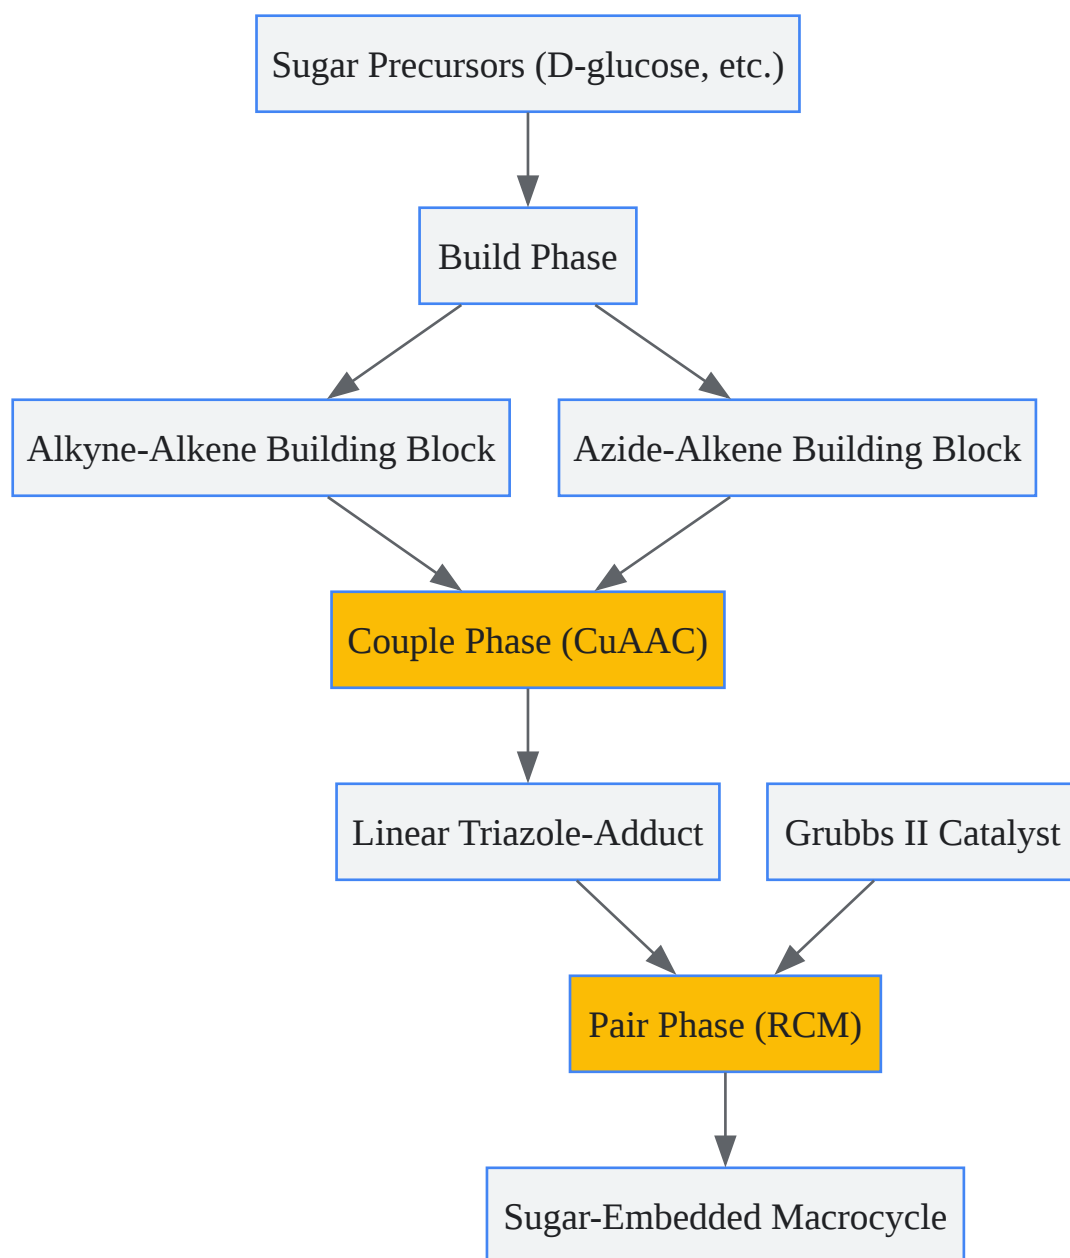 Sugar Precursors (D-glucose, etc.)
Build Phase
Alkyne-Alkene Building Block
Azide-Alkene Building Block
Couple Phase (CuAAC)
Linear Triazole-Adduct
Grubbs II Catalyst
Pair Phase (RCM)
Sugar-Embedded Macrocycle